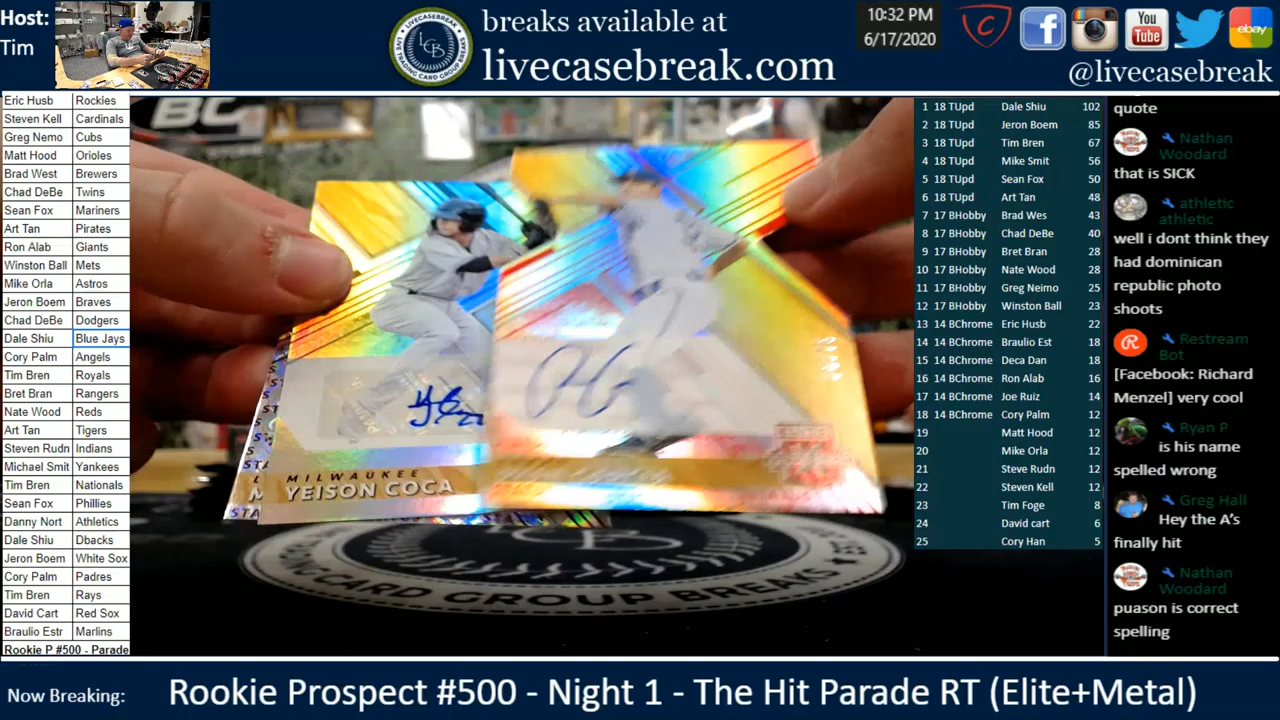 Host:
Tim
breaks available at
livecasebreak.com
10:32 PM
6/17/2020
You
Tube
ebay
@livecasebreak
LIVE CASE BREAK
TRADING CARD GROUP BREAKS
LCB
Eric Husb Rockies
Steven Kell Cardinals
Greg Nemo Cubs
Matt Hood Orioles
Brad West Brewers
Chad DeBe Twins
Sean Fox Mariners
Art Tan Pirates
Ron Alab Giants
Winston Ball Mets
Mike Orla Astros
Jeron Boem Braves
Chad DeBe Dodgers
Dale Shiu Blue Jays
Cory Palm Angels
Tim Bren Royals
Bret Bran Rangers
Nate Wood Reds
Art Tan Tigers
Steven Rudn Indians
Michael Smit Yankees
Tim Bren Nationals
Sean Fox Phillies
Danny Nort Athletics
Dale Shiu Dbacks
Jeron Boem White Sox
Cory Palm Padres
Tim Bren Rays
David Cart Red Sox
Braulio Estr Marlins
Rookie P #500 - Parade
MILWAUKEE
YEISON COCA
CARD GROUP BREAKS
1 18 TUpd Dale Shiu 102
2 18 TUpd Jeron Boem 85
3 18 TUpd Tim Bren 67
4 18 TUpd Mike Smit 56
5 18 TUpd Sean Fox 50
6 18 TUpd Art Tan 48
7 17 BHobby Brad Wes 43
8 17 BHobby Chad DeBe 40
9 17 BHobby Bret Bran 28
10 17 BHobby Nate Wood 28
11 17 BHobby Greg Neimo 25
12 17 BHobby Winston Ball 23
13 14 BChrome Eric Husb 22
14 14 BChrome Braulio Est 18
15 14 BChrome Deca Dan 18
16 14 BChrome Ron Alab 16
17 14 BChrome Joe Ruiz 14
18 14 BChrome Cory Palm 12
19 Matt Hood 12
20 Mike Orla 12
21 Steve Rudn 12
22 Steven Kell 12
23 Tim Foge 8
24 David cart 6
25 Cory Han 5
quote
Nathan
Woodard
that is SICK
athletic
athletic
well i dont think they
had dominican
republic photo
shoots
Restream
Bot
[Facebook: Richard
Menzel] very cool
Ryan P
is his name
spelled wrong
Greg Hall
Hey the A's
finally hit
Nathan
Woodard
puason is correct
spelling
Now Breaking:
Rookie Prospect #500 - Night 1 - The Hit Parade RT (Elite+Metal)